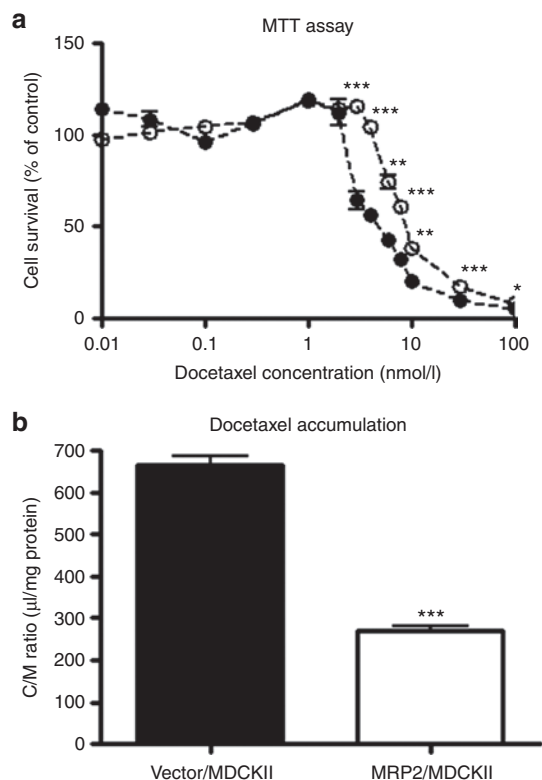 a
MTT assay
150
100
50
0
Cell survival (% of control)
***
***
**
***
**
***
*
0.01 0.1 1 10 100
Docetaxel concentration (nmol/l)
b
Docetaxel accumulation
700
600
500
400
300
200
100
0
C/M ratio (μl/mg protein)
***
Vector/MDCKII MRP2/MDCKII